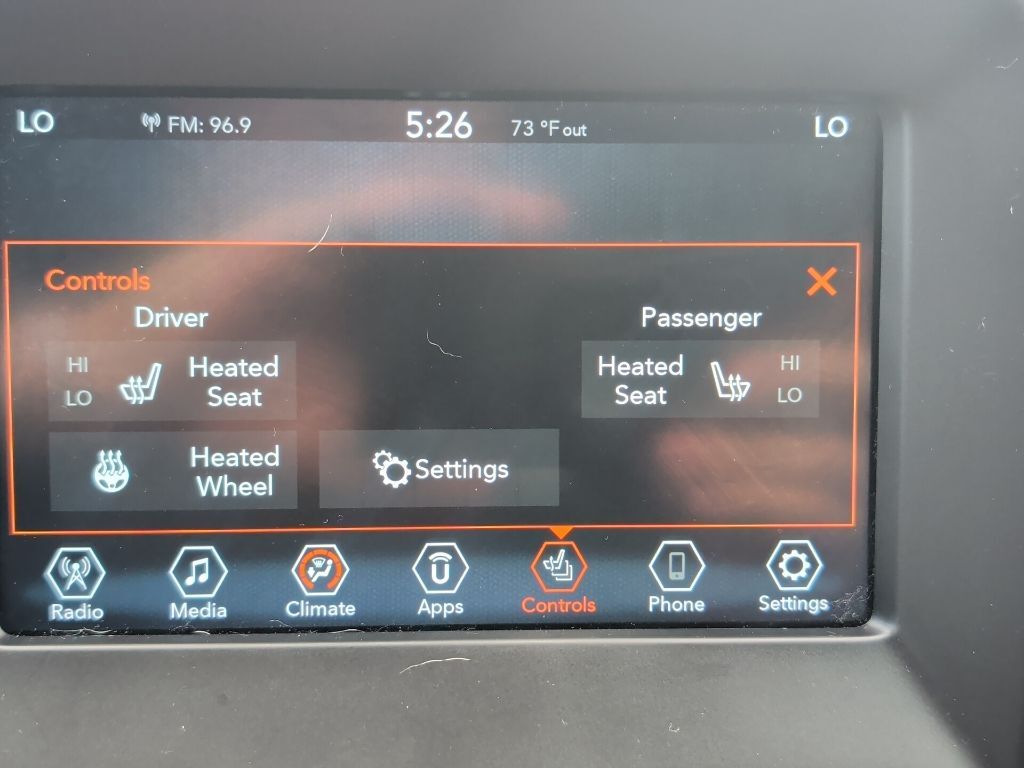 LO FM: 96.9 5:26 73 °F out LO
Controls
Driver
Passenger
HI
LO
Heated
Seat
Heated
Seat
HI
LO
Heated
Wheel
Settings
Radio Media Climate Apps Controls Phone Settings